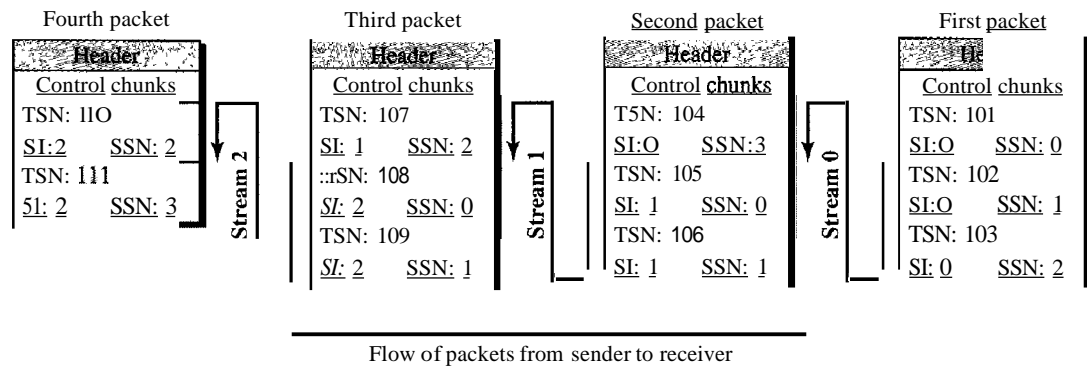 Fourth packet
Header
Control chunks
TSN: llO
SI:2 SSN: 2
TSN: 111
5l: 2 SSN: 3
Stream 2
Third packet
Header
Control chunks
TSN: 107
SI: 1 SSN: 2
::rSN: 108
SI: 2 SSN: 0
TSN: 109
SI: 2 SSN: 1
Stream 1
Second packet
Header
Control chunks
T5N: 104
SI:O SSN:3
TSN: 105
SI: 1 SSN: 0
TSN: 106
SI: 1 SSN: 1
Stream 0
First packet
Control chunks
TSN: 101
SI:O SSN: 0
TSN: 102
SI:O SSN: 1
TSN: 103
SI: 0 SSN: 2
Flow of packets from sender to receiver